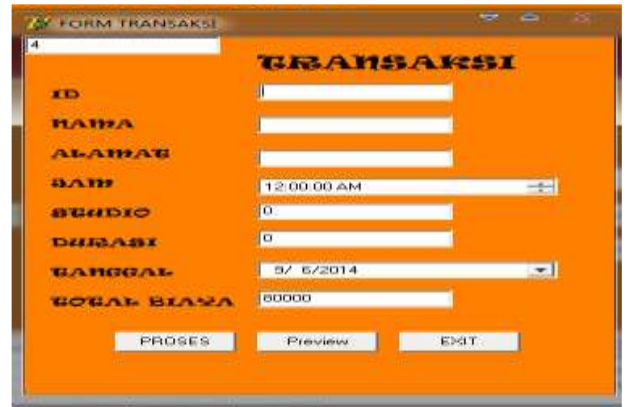 FORM TRANSAKSI
4
TRANSAKSI
ID
NAMA
ALAMAT
JAM 12:00:00 AM
STUDIO 0
DURASI 0
TANGGAL 9/ 6/2014
TOTAL BIAYA 80000
PROSES Preview EXIT